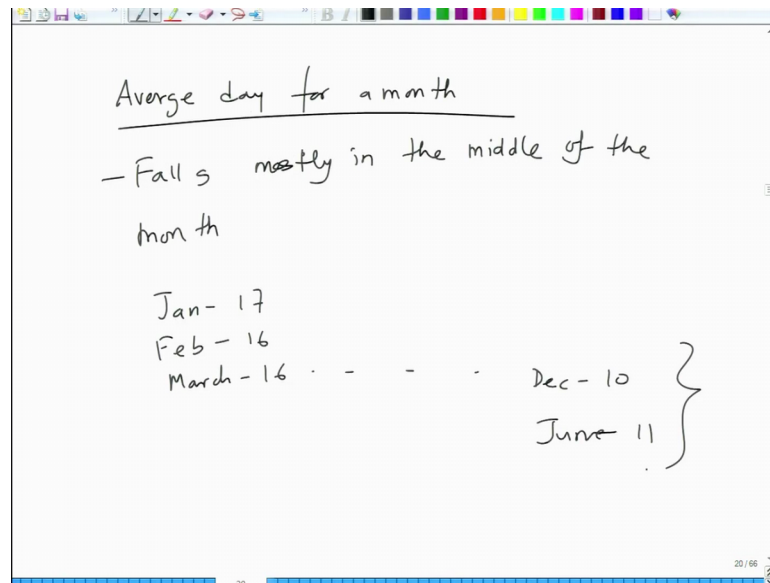 Averge day for a month
- Falls mostly in the middle of the
month
Jan - 17
Feb - 16
March - 16 . - - . Dec - 10
June 11
20 / 66